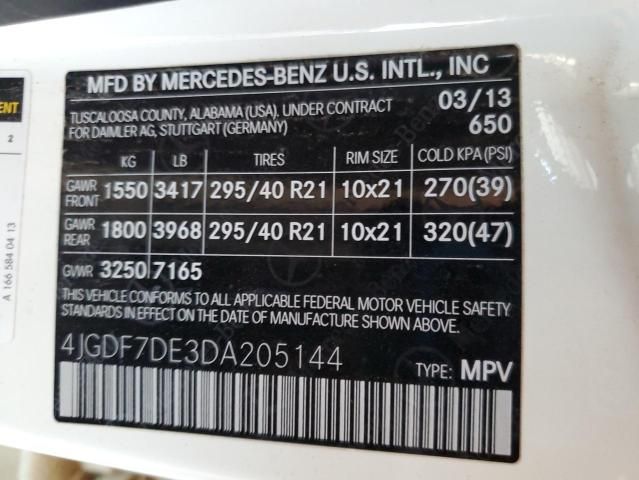 MFD BY MERCEDES-BENZ U.S. INTL., INC
TUSCALOOSA COUNTY, ALABAMA (USA). UNDER CONTRACT 03/13
FOR DAIMLER AG, STUTTGART (GERMANY) 650
KG LB TIRES RIM SIZE COLD KPA (PSI)
GAWR FRONT 1550 3417 295/40 R21 10x21 270(39)
GAWR REAR 1800 3968 295/40 R21 10x21 320(47)
GVWR 3250 7165
THIS VEHICLE CONFORMS TO ALL APPLICABLE FEDERAL MOTOR VEHICLE SAFETY
STANDARDS IN EFFECT ON THE DATE OF MANUFACTURE SHOWN ABOVE.
4JGDF7DE3DA205144
TYPE: MPV
2
A 166 584 04 13